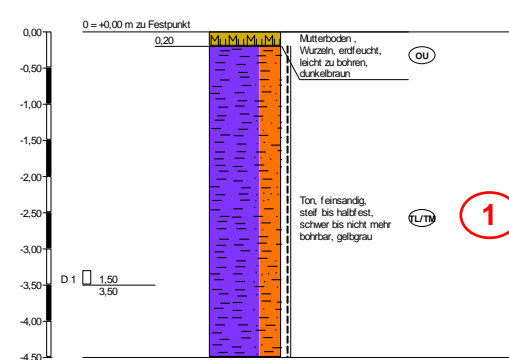 0 = +0,00 m zu Festpunkt
0,00
0,20
Mutterboden ,
Wurzeln, erdfeucht,
leicht zu bohren,
dunkelbraun
OU
M M M M
-0,50
-1,00
-1,50
-2,00
-2,50
-3,00
-3,50
-4,00
-4,50
Ton, feinsandig,
steif bis halbfest,
schwer bis nicht mehr
bohrbar, gelbgrau
TL/TM
1
D 1
1,50
3,50